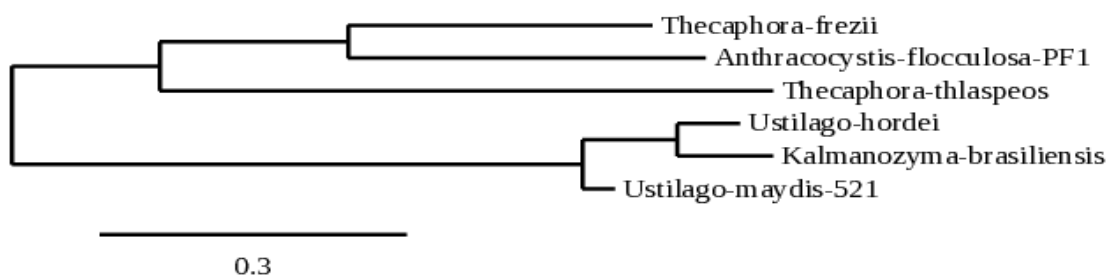 Thecaphora-frezii
Anthracocystis-flocculosa-PF1
Thecaphora-thlaspeos
Ustilago-hordei
Kalmanozyma-brasiliensis
Ustilago-maydis-521
0.3